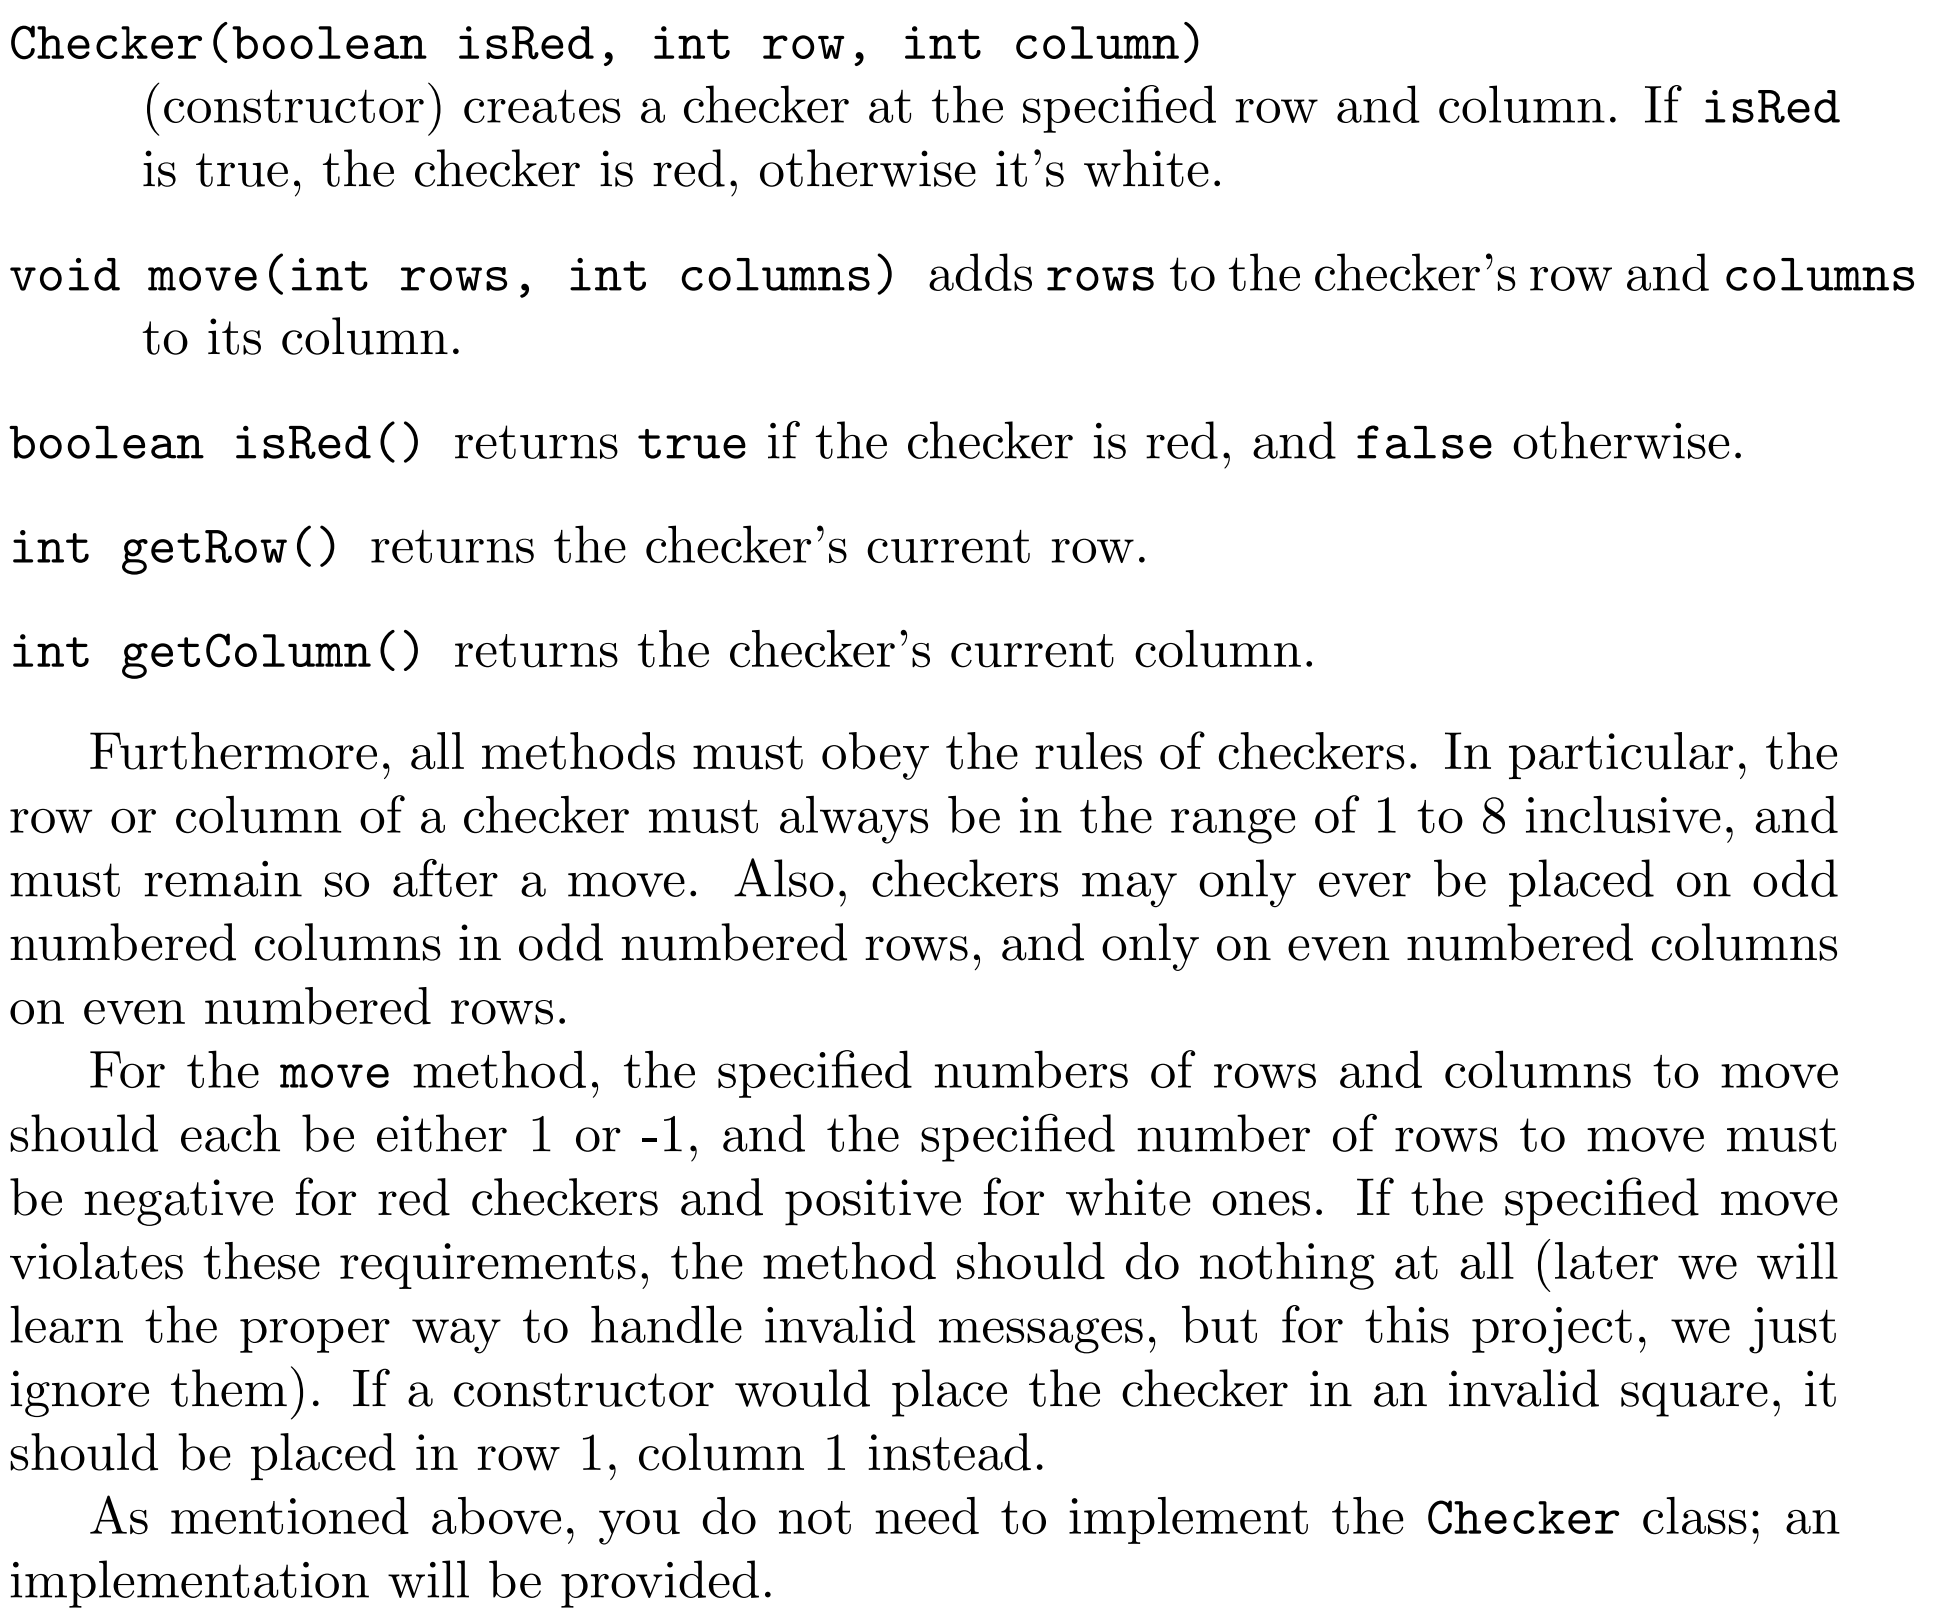 Checker(boolean isRed, int row, int column)
(constructor) creates a checker at the specified row and column. If isRed
is true, the checker is red, otherwise it's white.
void move(int rows, int columns) adds rows to the checker's row and columns
to its column.
boolean isRed() returns true if the checker is red, and false otherwise.
int getRow() returns the checker's current row.
int getColumn() returns the checker's current column.
Furthermore, all methods must obey the rules of checkers. In particular, the
row or column of a checker must always be in the range of 1 to 8 inclusive, and
must remain so after a move. Also, checkers may only ever be placed on odd
numbered columns in odd numbered rows, and only on even numbered columns
on even numbered rows.
For the move method, the specified numbers of rows and columns to move
should each be either 1 or -1, and the specified number of rows to move must
be negative for red checkers and positive for white ones. If the specified move
violates these requirements, the method should do nothing at all (later we will
learn the proper way to handle invalid messages, but for this project, we just
ignore them). If a constructor would place the checker in an invalid square, it
should be placed in row 1, column 1 instead.
As mentioned above, you do not need to implement the Checker class; an
implementation will be provided.